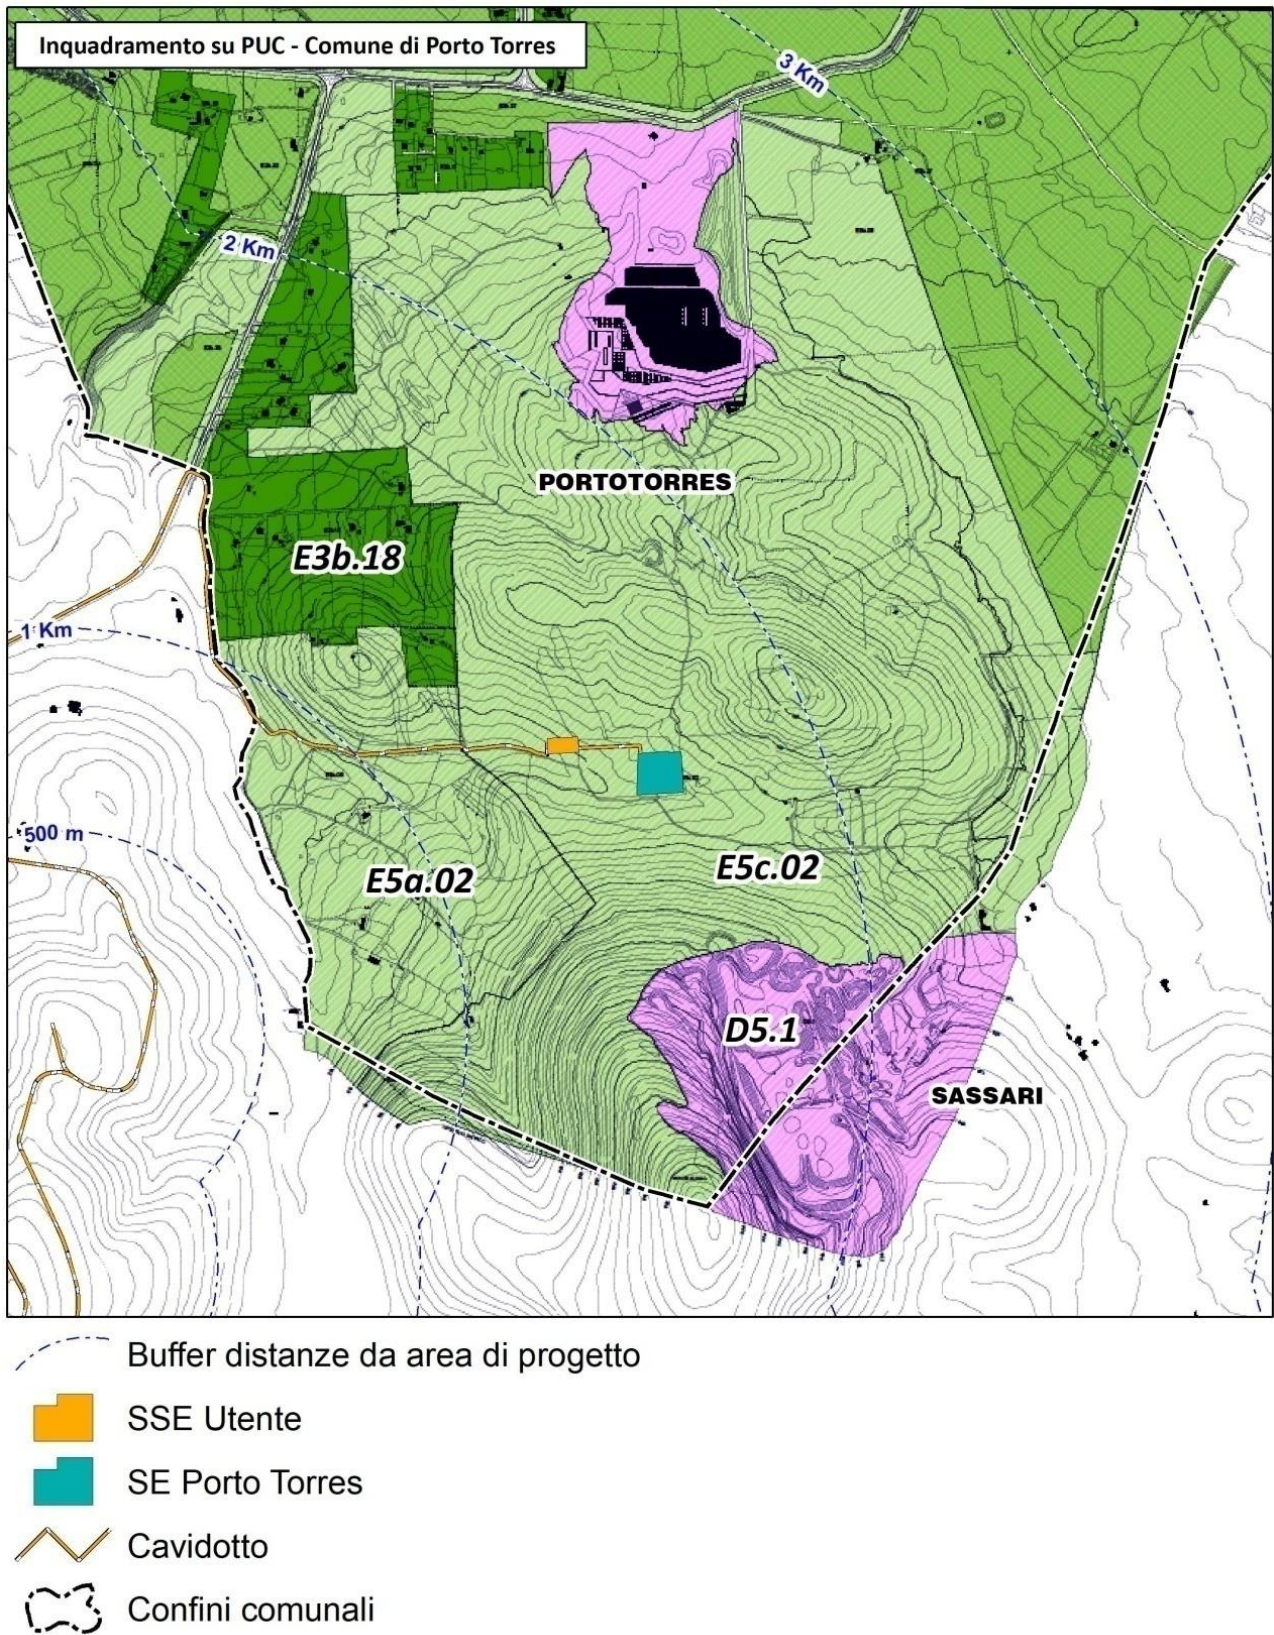 Inquadramento su PUC - Comune di Porto Torres
3 Km
2 Km
PORTOTORRES
E3b.18
1 Km
500 m
E5a.02
E5c.02
D5.1
SASSARI
Buffer distanze da area di progetto
SSE Utente
SE Porto Torres
Cavidotto
Confini comunali